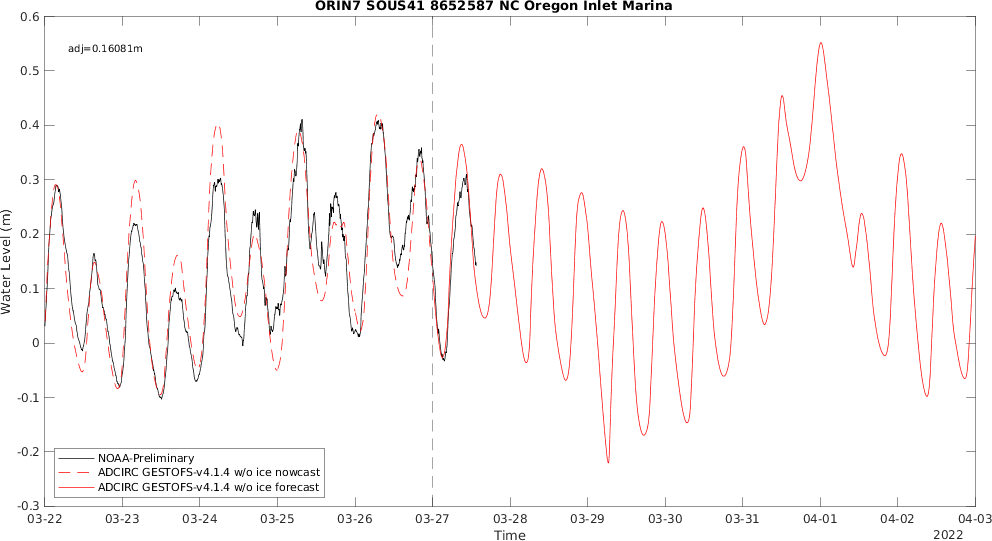 ORIN7 SOUS41 8652587 NC Oregon Inlet Marina
adj=0.16081m
0.6
0.5
0.4
0.3
0.2
0.1
0
-0.1
-0.2
-0.3
Water Level (m)
NOAA-Preliminary
ADCIRC GESTOFS-v4.1.4 w/o ice nowcast
ADCIRC GESTOFS-v4.1.4 w/o ice forecast
03-22 03-23 03-24 03-25 03-26 03-27 03-28 03-29 03-30 03-31 04-01 04-02 04-03
Time
2022